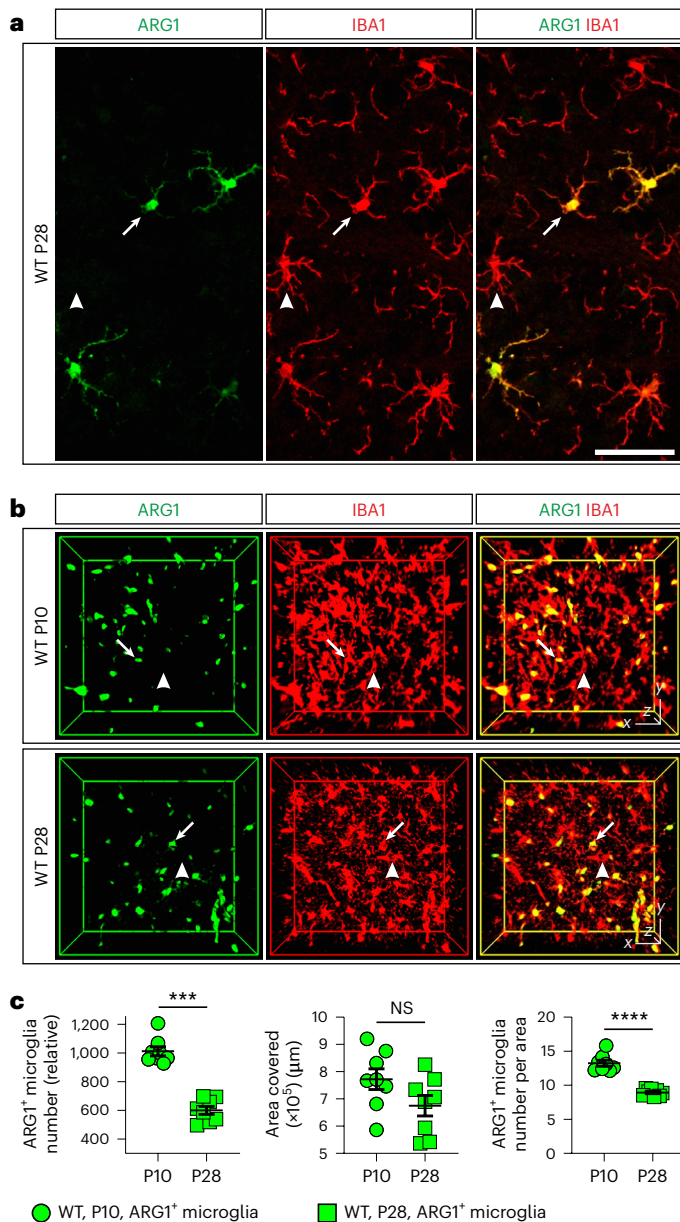 a
ARG1 IBA1 ARG1 IBA1
WT P28
b
ARG1 IBA1 ARG1 IBA1
WT P10
y
z
x
WT P28
y
z
x
c
ARG1⁺ microglia
number (relative)
1,200
1,000
800
600
400
***
P10 P28
Area covered
(×10⁵) (μm)
10
9
8
7
6
5
NS
P10 P28
ARG1⁺ microglia
number per area
20
15
10
5
0
****
P10 P28
WT, P10, ARG1⁺ microglia WT, P28, ARG1⁺ microglia